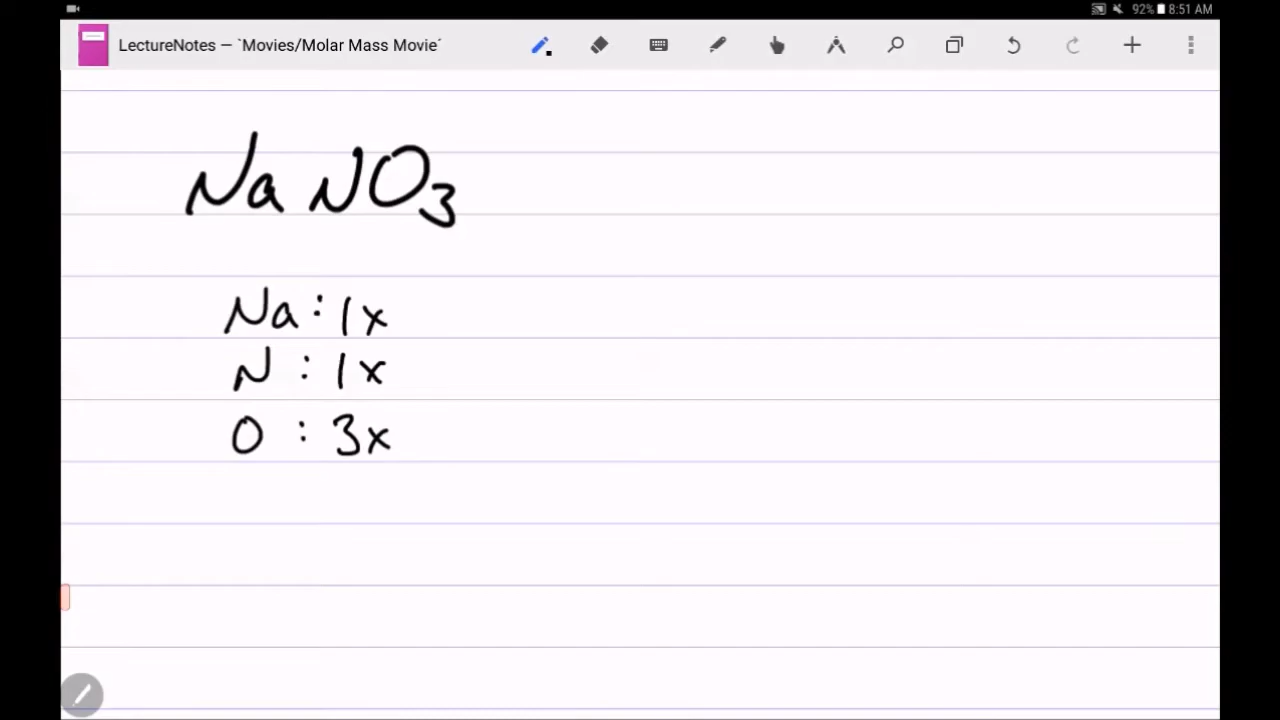 92% 8:51 AM
LectureNotes — `Movies/Molar Mass Movie´
NaNO₃
Na : 1x
N : 1x
O : 3x